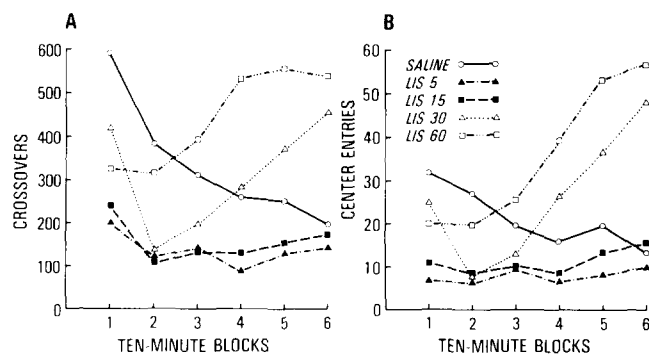 A
600
500
400
300
200
100
0
CROSSOVERS
1 2 3 4 5 6
TEN-MINUTE BLOCKS
B
60
50
40
30
20
10
0
CENTER ENTRIES
SALINE
LIS 5
LIS 15
LIS 30
LIS 60
1 2 3 4 5 6
TEN-MINUTE BLOCKS